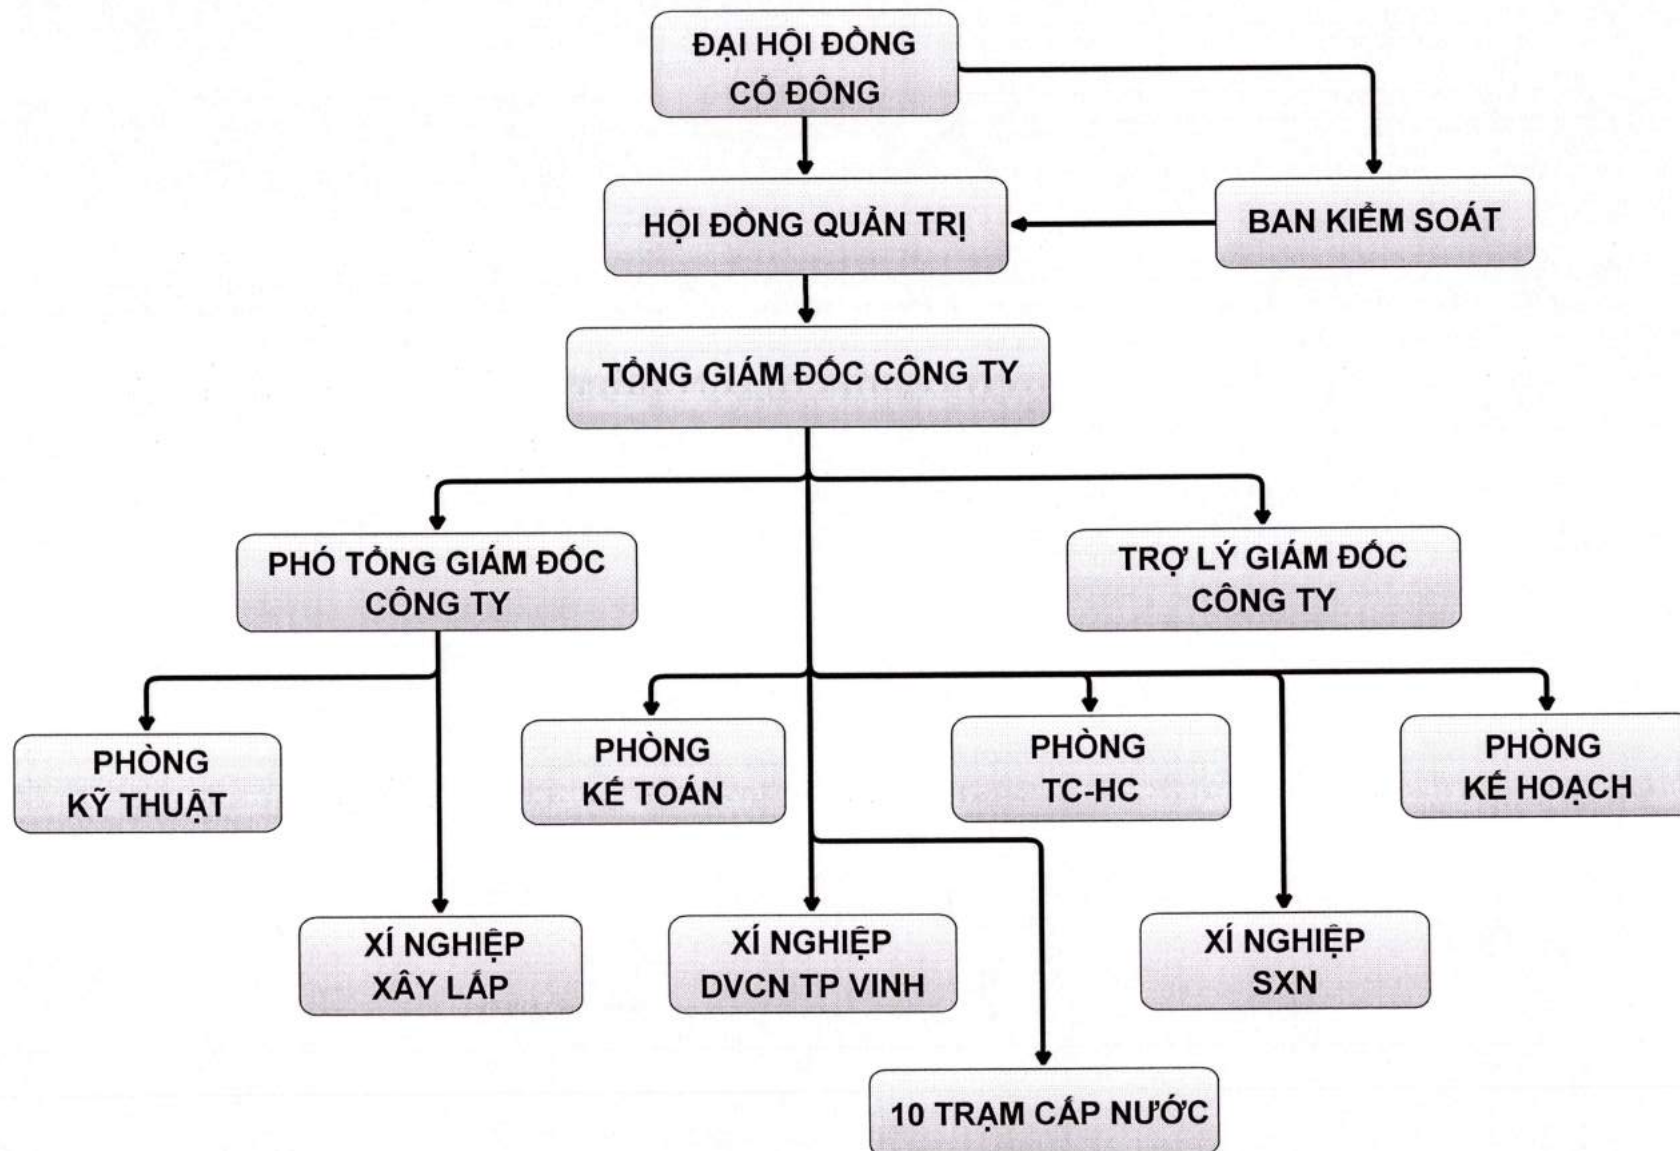 ĐẠI HỘI ĐỒNG
CỔ ĐÔNG
HỘI ĐỒNG QUẢN TRỊ
BAN KIỂM SOÁT
TỔNG GIÁM ĐỐC CÔNG TY
PHÓ TỔNG GIÁM ĐỐC
CÔNG TY
TRỢ LÝ GIÁM ĐỐC
CÔNG TY
PHÒNG
KỸ THUẬT
PHÒNG
KẾ TOÁN
PHÒNG
TC-HC
PHÒNG
KẾ HOẠCH
XÍ NGHIỆP
XÂY LẮP
XÍ NGHIỆP
DVCN TP VINH
XÍ NGHIỆP
SXN
10 TRẠM CẤP NƯỚC